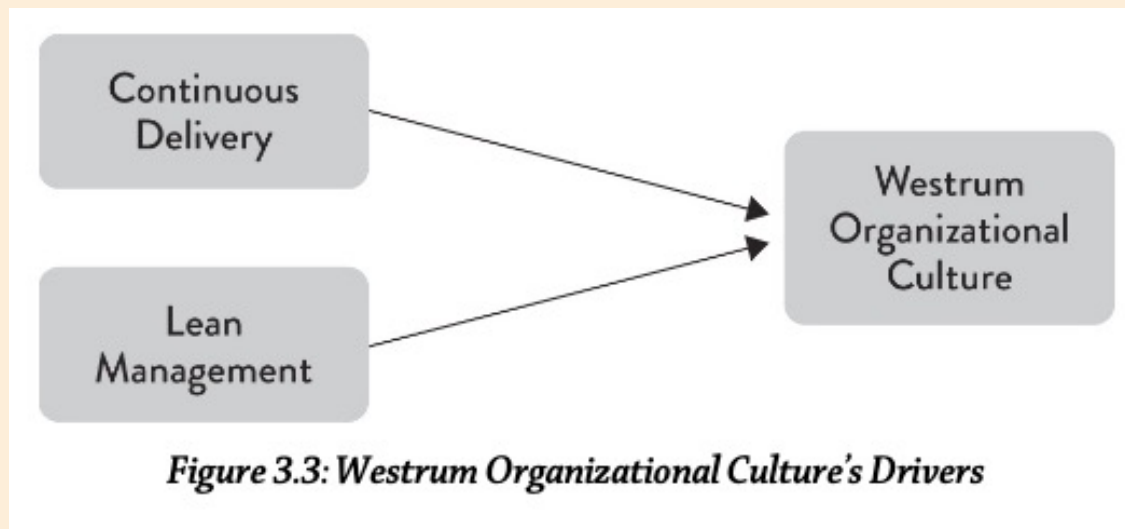 Continuous
Delivery
Westrum
Organizational
Culture
Lean
Management
Figure 3.3: Westrum Organizational Culture’s Drivers